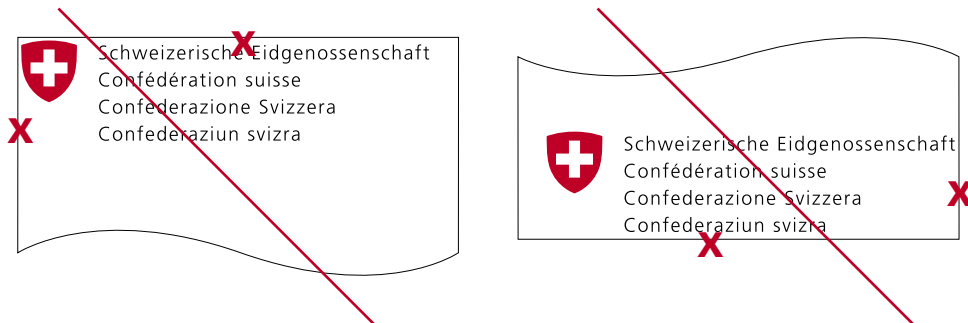 x
Schweizerische Eidgenossenschaft
Confédération suisse
Confederazione Svizzera
Confederaziun svizra
x
Schweizerische Eidgenossenschaft
Confédération suisse
Confederazione Svizzera
Confederaziun svizra
x
x